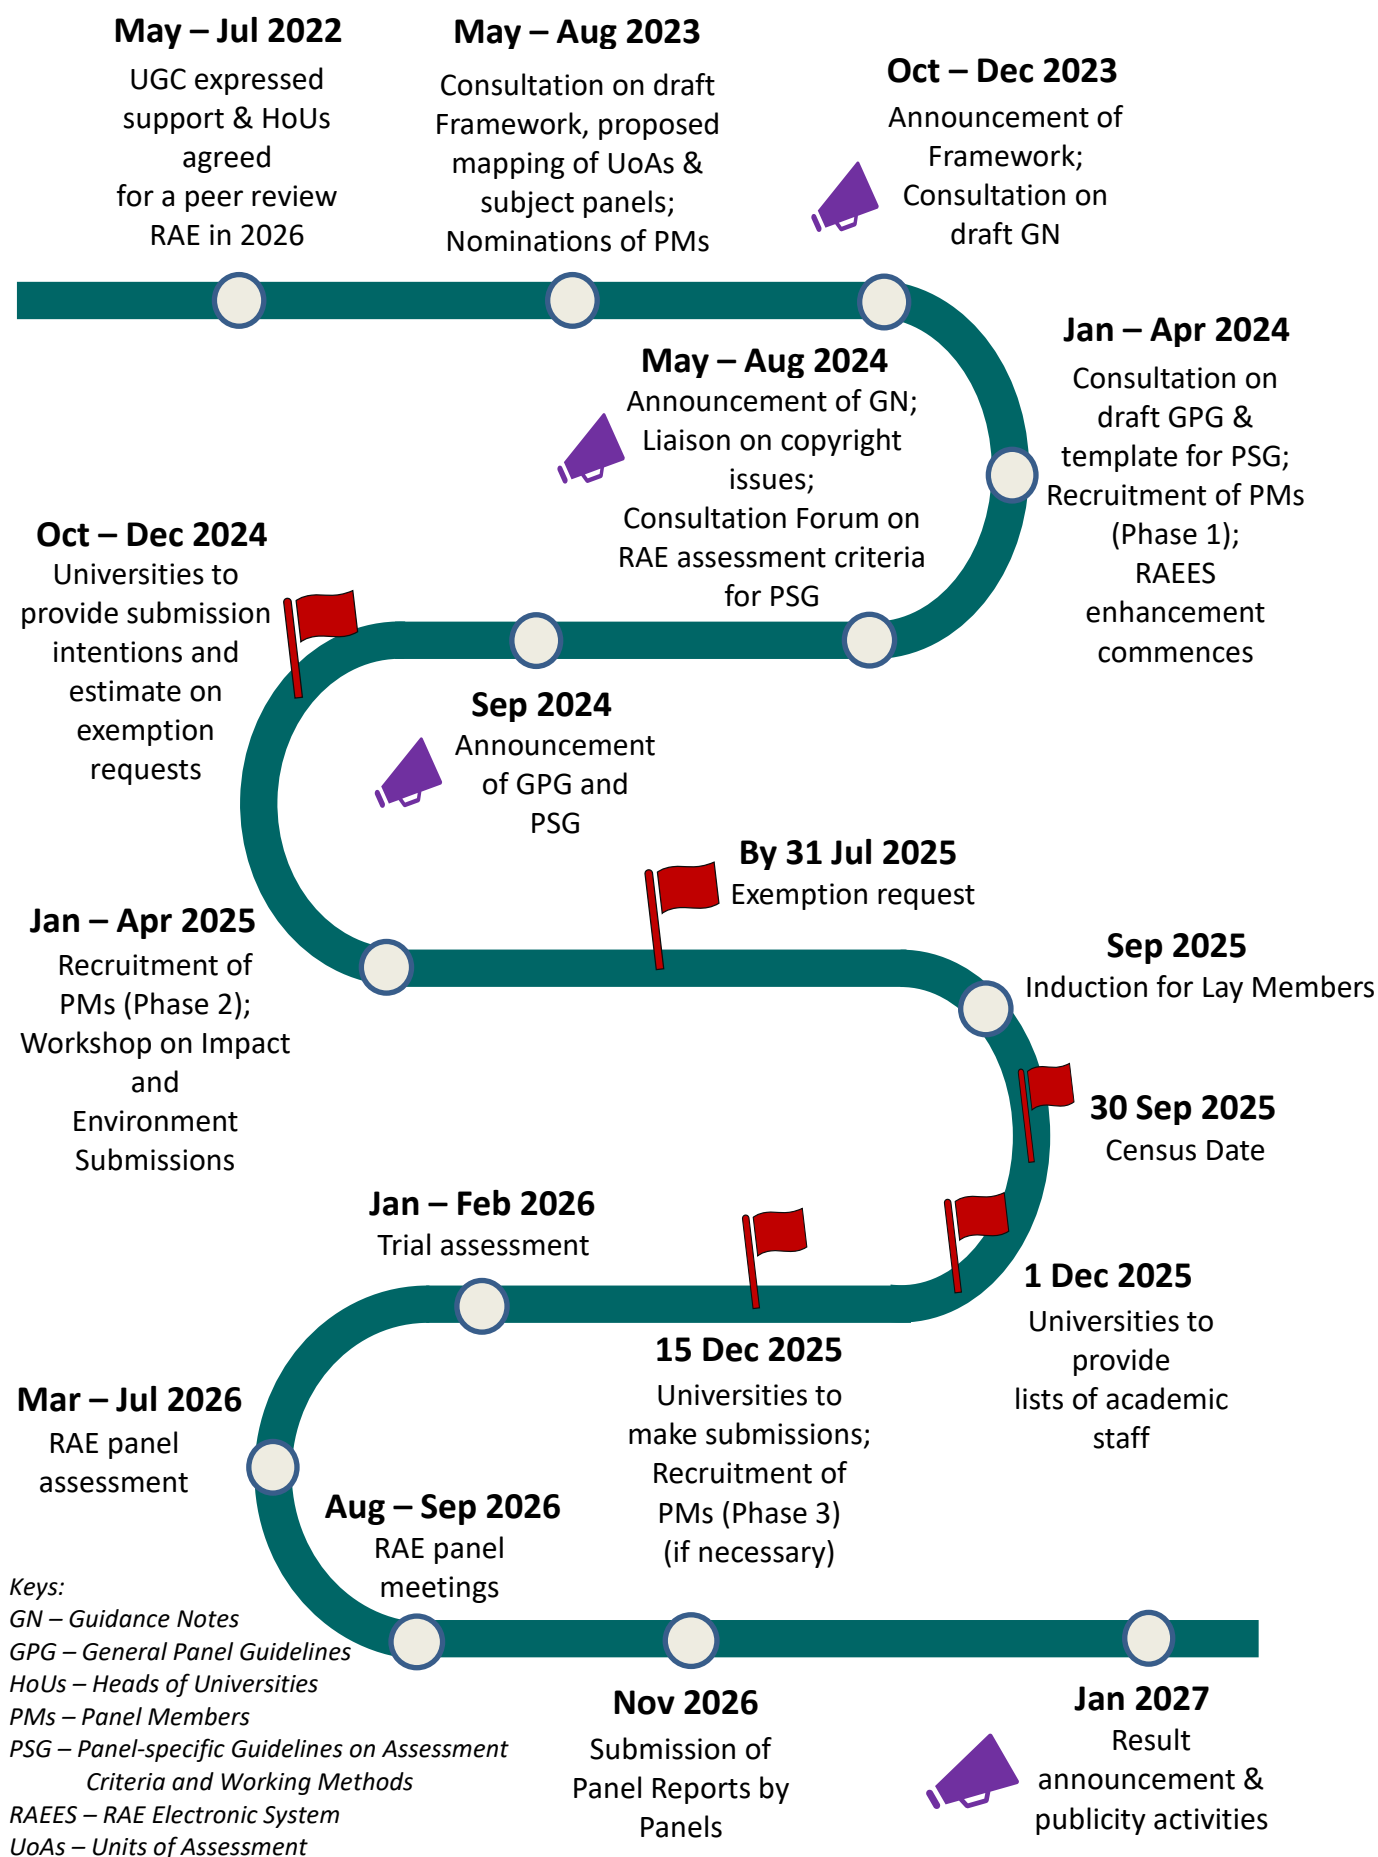 May – Jul 2022
UGC expressed
support & HoUs
agreed
for a peer review
RAE in 2026
May – Aug 2023
Consultation on draft
Framework, proposed
mapping of UoAs &
subject panels;
Nominations of PMs
Oct – Dec 2023
Announcement of
Framework;
Consultation on
draft GN
Jan – Apr 2024
Consultation on
draft GPG &
template for PSG;
Recruitment of PMs
(Phase 1);
RAEES
enhancement
commences
May – Aug 2024
Announcement of GN;
Liaison on copyright
issues;
Consultation Forum on
RAE assessment criteria
for PSG
Sep 2024
Announcement
of GPG and
PSG
Oct – Dec 2024
Universities to
provide submission
intentions and
estimate on
exemption
requests
Jan – Apr 2025
Recruitment of
PMs (Phase 2);
Workshop on Impact
and
Environment
Submissions
By 31 Jul 2025
Exemption request
Sep 2025
Induction for Lay Members
30 Sep 2025
Census Date
1 Dec 2025
Universities to
provide
lists of academic
staff
15 Dec 2025
Universities to
make submissions;
Recruitment of
PMs (Phase 3)
(if necessary)
Jan – Feb 2026
Trial assessment
Mar – Jul 2026
RAE panel
assessment
Aug – Sep 2026
RAE panel
meetings
Nov 2026
Submission of
Panel Reports by
Panels
Jan 2027
Result
announcement &
publicity activities
Keys:
GN – Guidance Notes
GPG – General Panel Guidelines
HoUs – Heads of Universities
PMs – Panel Members
PSG – Panel-specific Guidelines on Assessment
Criteria and Working Methods
RAEES – RAE Electronic System
UoAs – Units of Assessment